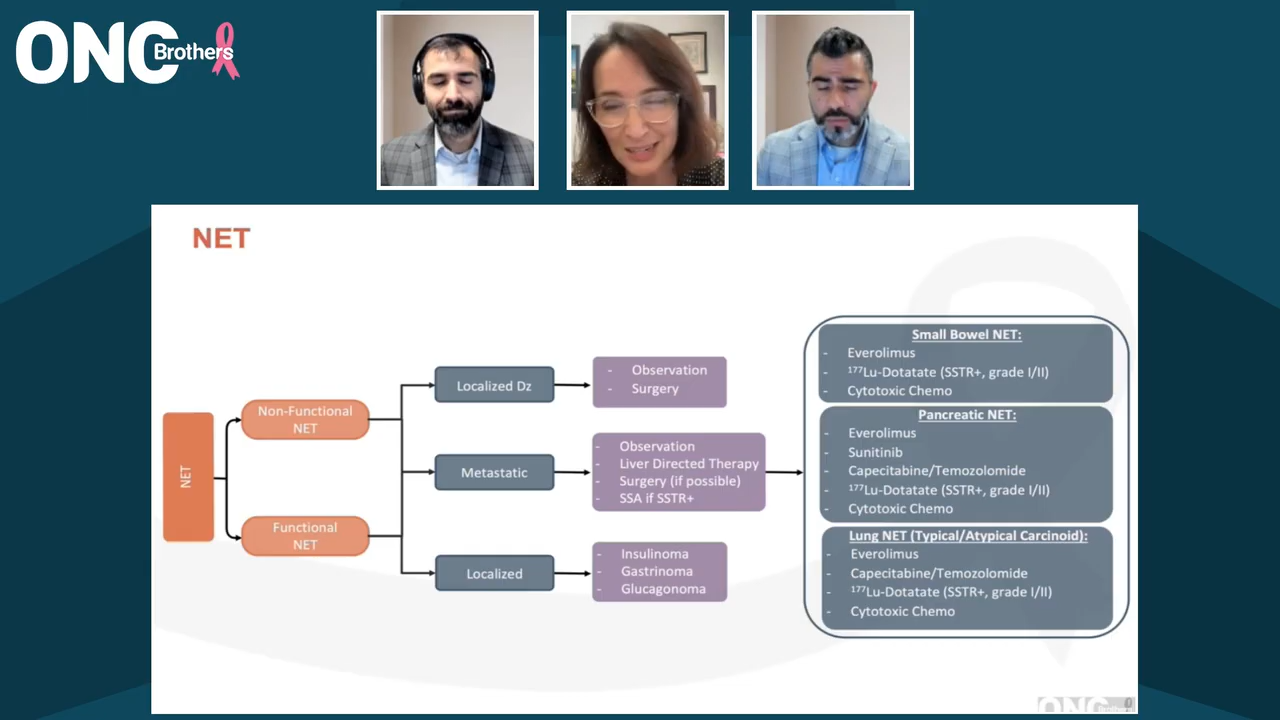 ONC Brothers
NET
NET
Non-Functional
NET
Functional
NET
Localized Dz
Metastatic
Localized
- Observation
- Surgery
- Observation
- Liver Directed Therapy
- Surgery (if possible)
- SSA if SSTR+
- Insulinoma
- Gastrinoma
- Glucagonoma
Small Bowel NET:
- Everolimus
- ¹⁷⁷Lu-Dotatate (SSTR+, grade I/II)
- Cytotoxic Chemo
Pancreatic NET:
- Everolimus
- Sunitinib
- Capecitabine/Temozolomide
- ¹⁷⁷Lu-Dotatate (SSTR+, grade I/II)
- Cytotoxic Chemo
Lung NET (Typical/Atypical Carcinoid):
- Everolimus
- Capecitabine/Temozolomide
- ¹⁷⁷Lu-Dotatate (SSTR+, grade I/II)
- Cytotoxic Chemo
ONC